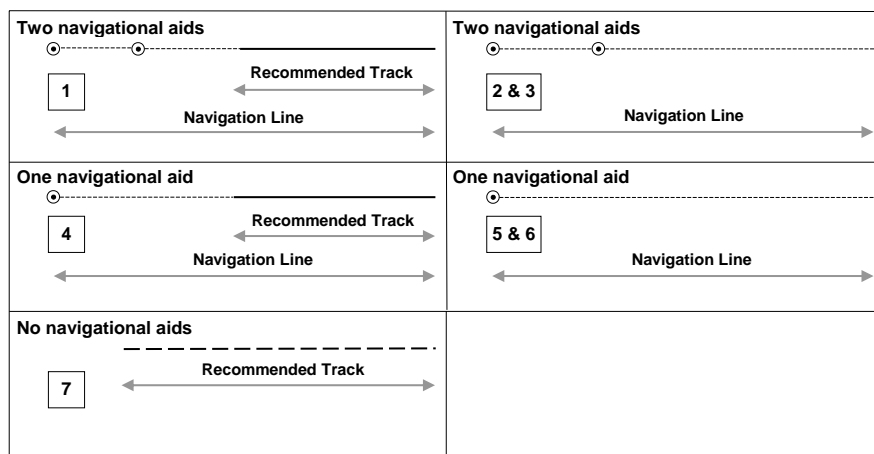 Two navigational aids
Recommended Track
1
Navigation Line
Two navigational aids
2 & 3
Navigation Line
One navigational aid
Recommended Track
4
Navigation Line
One navigational aid
5 & 6
Navigation Line
No navigational aids
Recommended Track
7